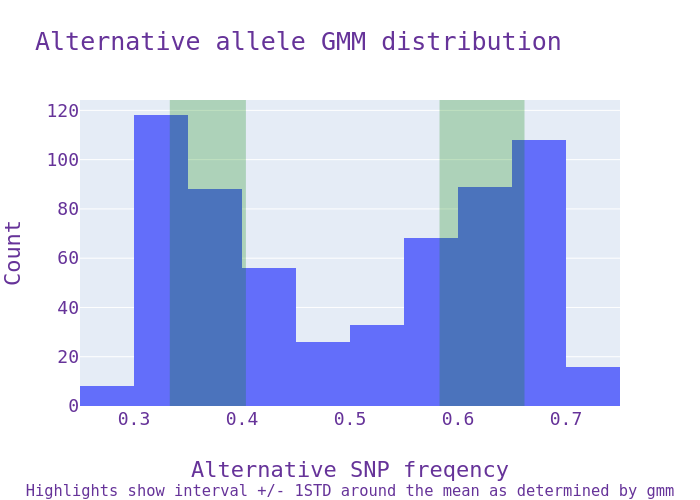 Alternative allele GMM distribution
120
100
80
60
40
20
0
Count
0.3 0.4 0.5 0.6 0.7
Alternative SNP freqency
Highlights show interval +/- 1STD around the mean as determined by gmm